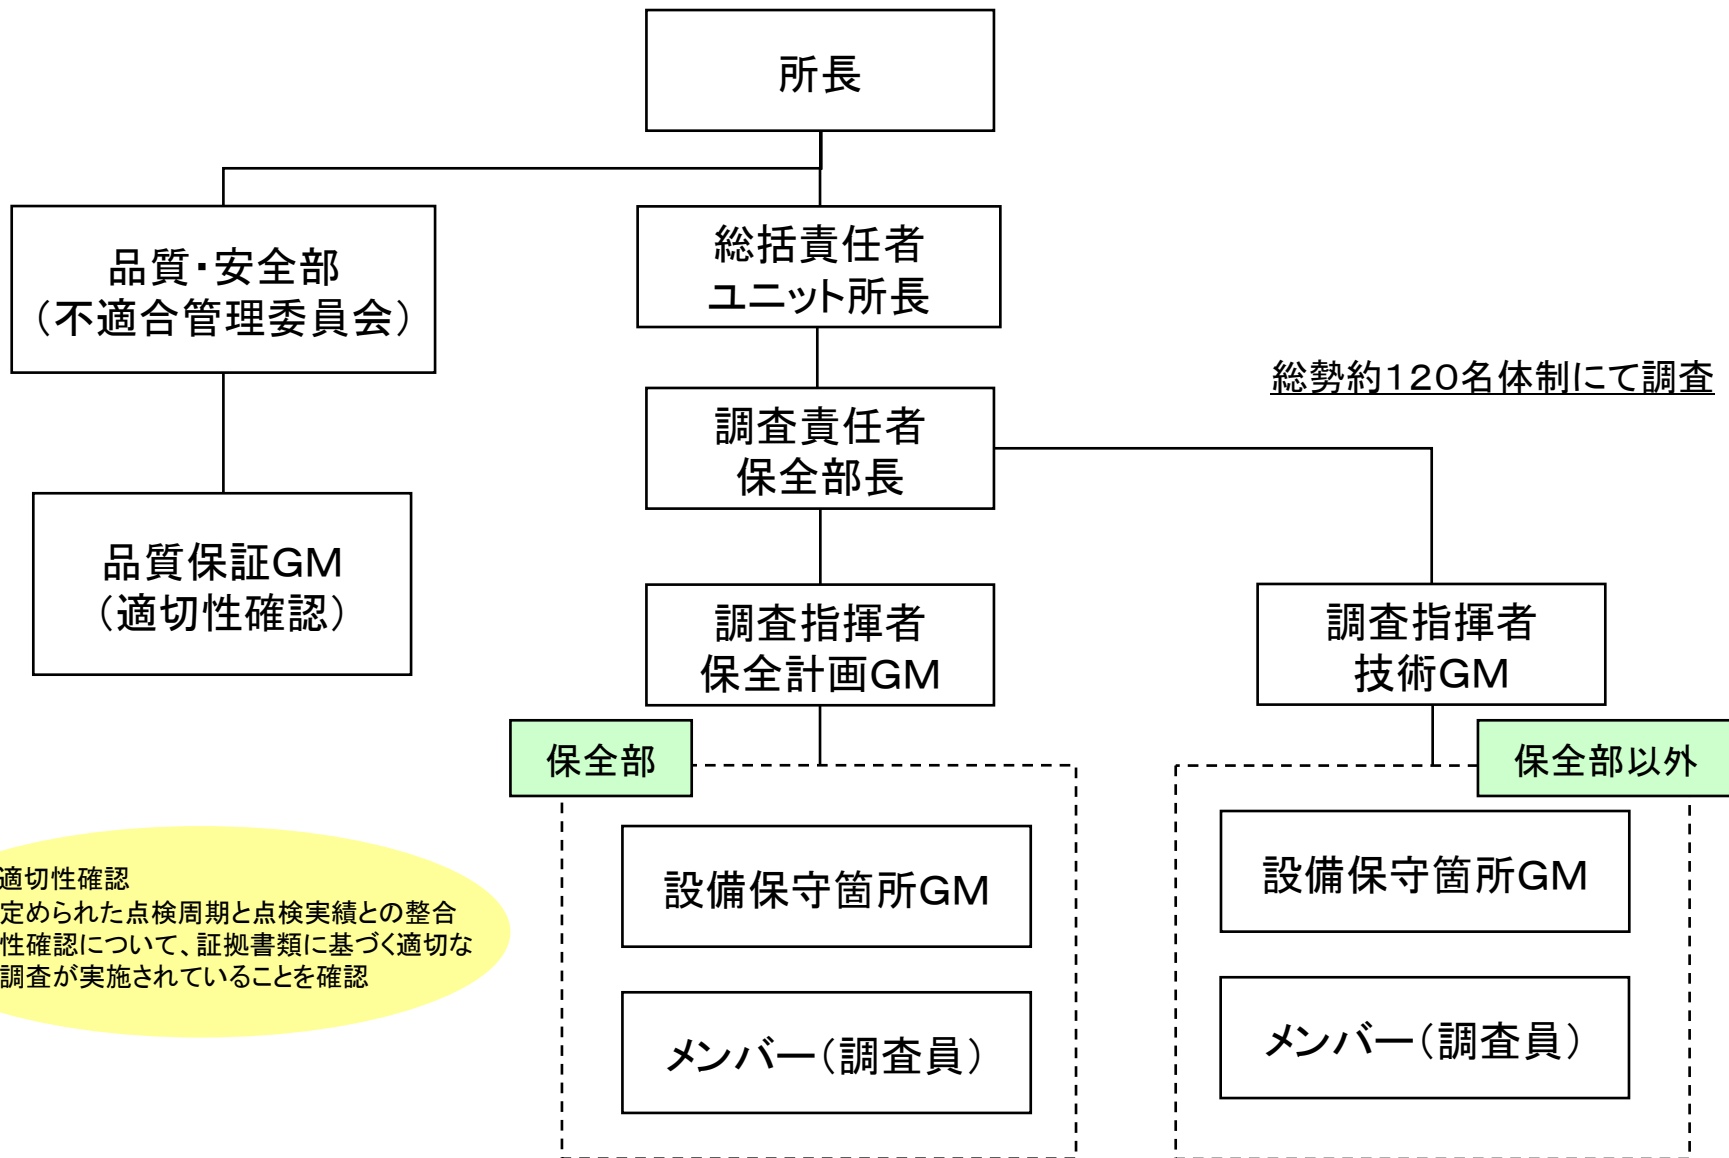 所長
品質・安全部
（不適合管理委員会）
総括責任者
ユニット所長
総勢約１２０名体制にて調査
調査責任者
保全部長
品質保証GM
（適切性確認）
調査指揮者
保全計画GM
調査指揮者
技術GM
保全部
保全部以外
設備保守箇所GM
設備保守箇所GM
適切性確認
定められた点検周期と点検実績との整合
性確認について、証拠書類に基づく適切な
調査が実施されていることを確認
メンバー（調査員）
メンバー（調査員）